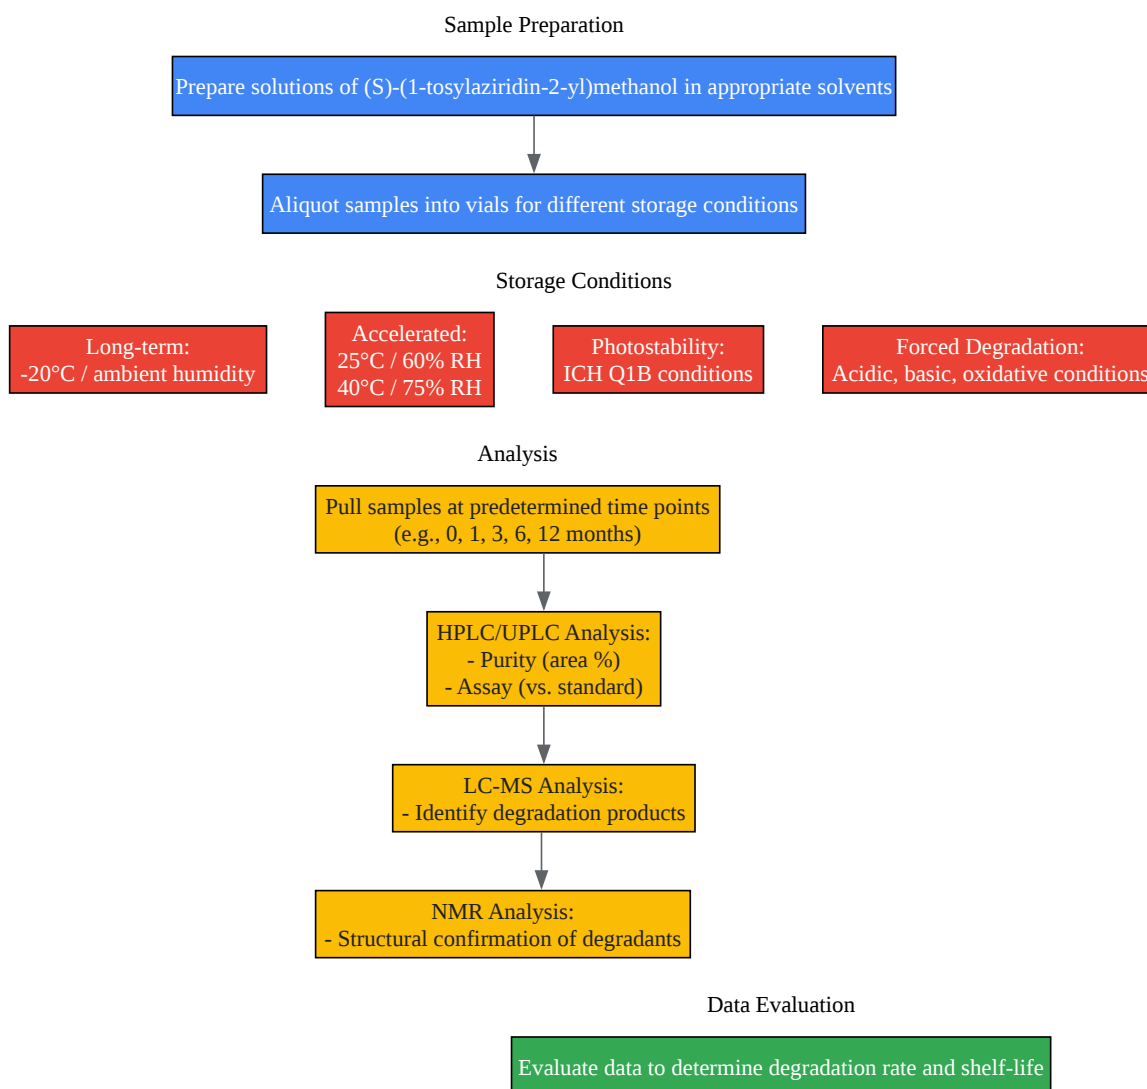 Sample Preparation
Prepare solutions of (S)-(1-tosylaziridin-2-yl)methanol in appropriate solvents
Aliquot samples into vials for different storage conditions
Storage Conditions
Long-term:
-20°C / ambient humidity
Accelerated:
25°C / 60% RH
40°C / 75% RH
Photostability:
ICH Q1B conditions
Forced Degradation:
Acidic, basic, oxidative conditions
Analysis
Pull samples at predetermined time points
(e.g., 0, 1, 3, 6, 12 months)
HPLC/UPLC Analysis:
- Purity (area %)
- Assay (vs. standard)
LC-MS Analysis:
- Identify degradation products
NMR Analysis:
- Structural confirmation of degradants
Data Evaluation
Evaluate data to determine degradation rate and shelf-life